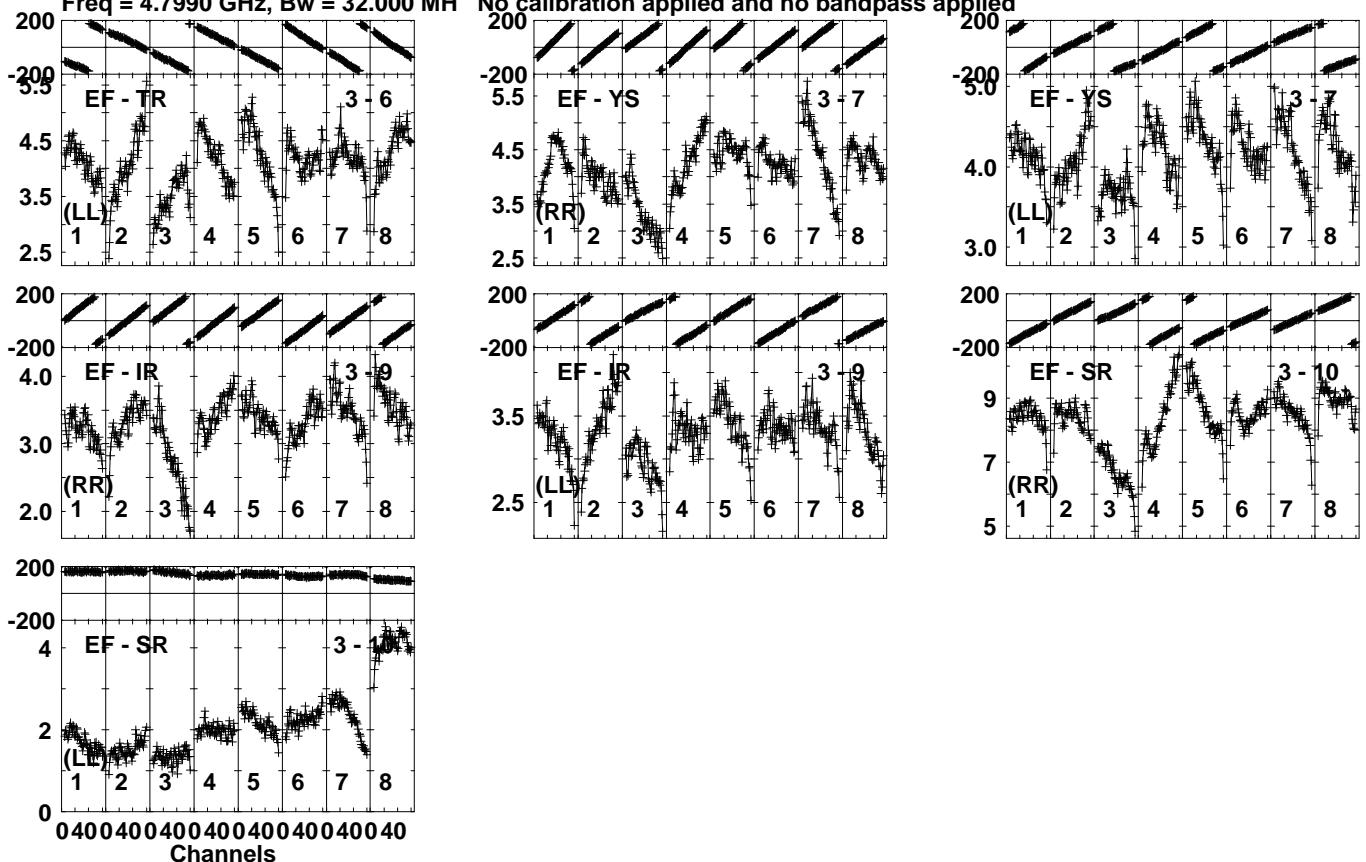 Freq = 4.7990 GHz, Bw = 32.000 MH No calibration applied and no bandpass applied
200
-200
5.5
4.5
3.5
2.5
EF - TR 3 - 6
(LL)
1 2 3 4 5 6 7 8
200
-200
5.5
4.5
3.5
2.5
EF - YS 3 - 7
(RR)
1 2 3 4 5 6 7 8
200
-200
5.0
4.0
3.0
EF - YS 3 - 7
(LL)
1 2 3 4 5 6 7 8
200
-200
4.0
3.0
2.0
EF - IR 3 - 9
(RR)
1 2 3 4 5 6 7 8
200
-200
3.5
2.5
EF - IR 3 - 9
(LL)
1 2 3 4 5 6 7 8
200
-200
9
7
5
EF - SR 3 - 10
(RR)
1 2 3 4 5 6 7 8
200
-200
4
2
0
EF - SR 3 - 10
(LL)
1 2 3 4 5 6 7 8
0 40 0 40 0 40 0 40 0 40 0 40 0 40 0 40
Channels